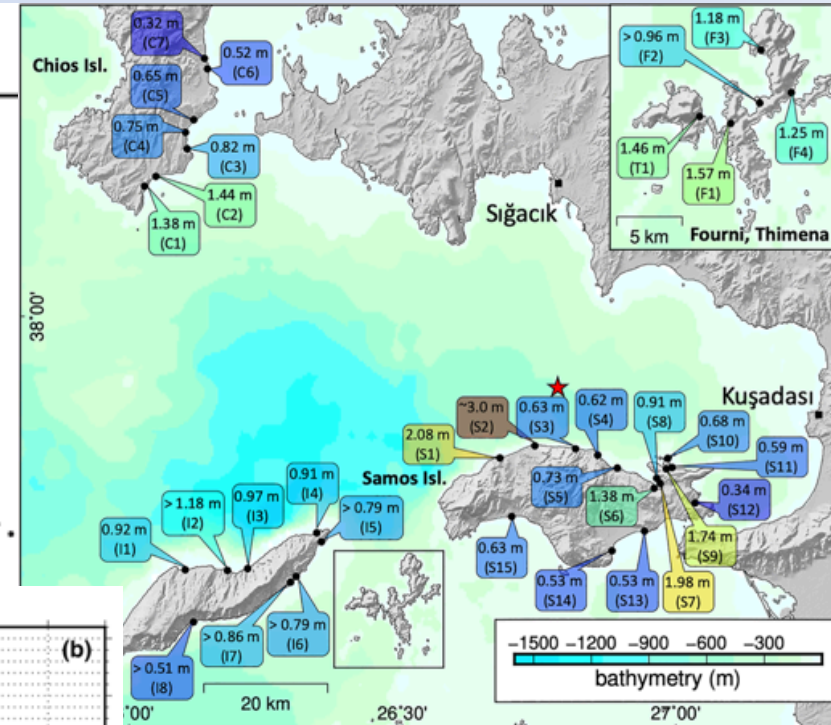 0.32 m
(C7)
Chios Isl.
0.52 m
(C6)
0.65 m
(C5)
0.75 m
(C4)
0.82 m
(C3)
1.44 m
(C2)
1.38 m
(C1)
Sığacık
1.18 m
(F3)
> 0.96 m
(F2)
1.46 m
(T1)
1.57 m
(F1)
1.25 m
(F4)
5 km
Fourni, Thimena
38°00'
Kuşadası
~3.0 m
(S2)
0.63 m
(S3)
0.62 m
(S4)
0.91 m
(S8)
0.68 m
(S10)
2.08 m
(S1)
0.59 m
(S11)
Samos Isl.
0.73 m
(S5)
1.38 m
(S6)
0.34 m
(S12)
0.91 m
(I4)
0.97 m
(I3)
> 1.18 m
(I2)
> 0.79 m
(I5)
0.92 m
(I1)
1.74 m
(S9)
0.63 m
(S15)
0.53 m
(S14)
0.53 m
(S13)
1.98 m
(S7)
> 0.79 m
(I6)
> 0.86 m
(I7)
> 0.51 m
(I8)
(b)
−1500 −1200 −900 −600 −300
bathymetry (m)
20 km
°00'
26°30'
27°00'